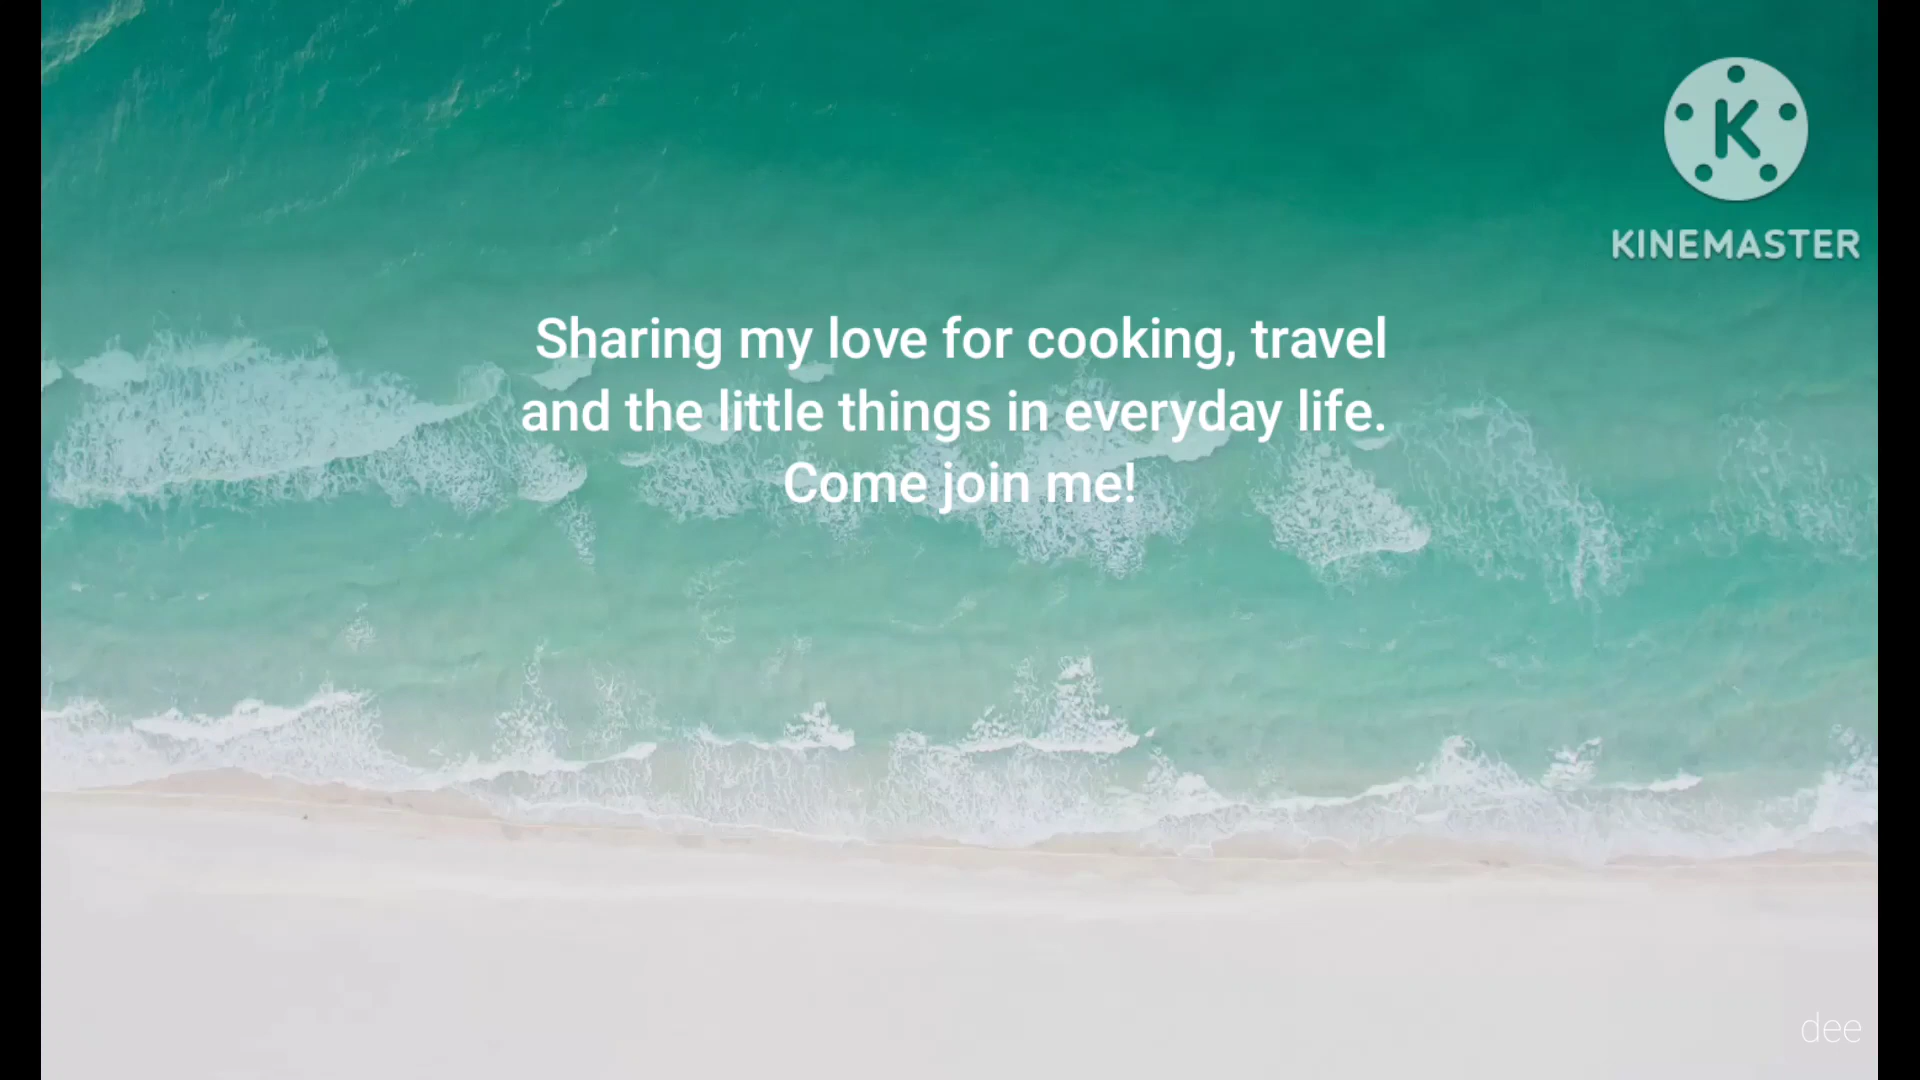 K
KINEMASTER
Sharing my love for cooking, travel
and the little things in everyday life.
Come join me!
dee